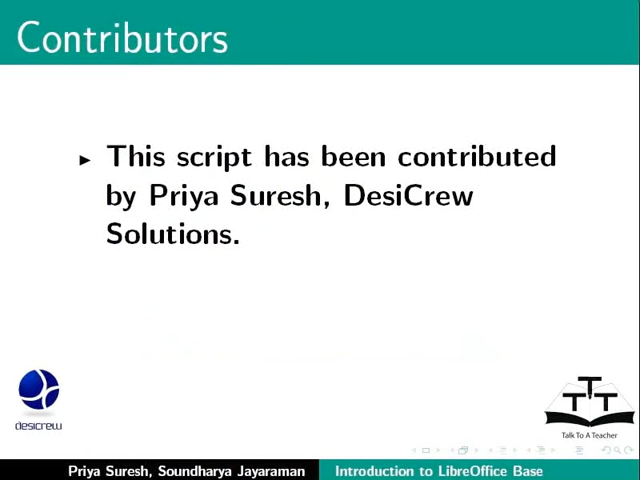 Contributors
This script has been contributed
by Priya Suresh, DesiCrew
Solutions.
desicrew
TTT
Talk To A Teacher
Priya Suresh, Soundharya Jayaraman
Introduction to LibreOffice Base